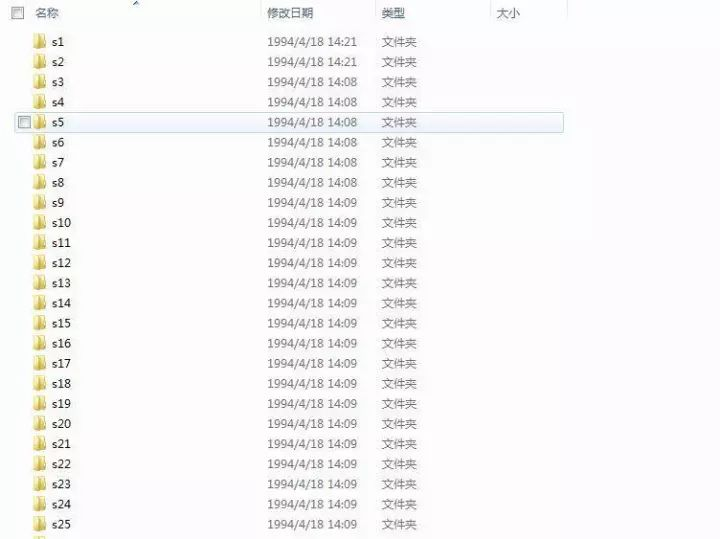 名称 修改日期 类型 大小
s1 1994/4/18 14:21 文件夹
s2 1994/4/18 14:21 文件夹
s3 1994/4/18 14:08 文件夹
s4 1994/4/18 14:08 文件夹
s5 1994/4/18 14:08 文件夹
s6 1994/4/18 14:08 文件夹
s7 1994/4/18 14:08 文件夹
s8 1994/4/18 14:08 文件夹
s9 1994/4/18 14:09 文件夹
s10 1994/4/18 14:09 文件夹
s11 1994/4/18 14:09 文件夹
s12 1994/4/18 14:09 文件夹
s13 1994/4/18 14:09 文件夹
s14 1994/4/18 14:09 文件夹
s15 1994/4/18 14:09 文件夹
s16 1994/4/18 14:09 文件夹
s17 1994/4/18 14:09 文件夹
s18 1994/4/18 14:09 文件夹
s19 1994/4/18 14:09 文件夹
s20 1994/4/18 14:09 文件夹
s21 1994/4/18 14:09 文件夹
s22 1994/4/18 14:09 文件夹
s23 1994/4/18 14:09 文件夹
s24 1994/4/18 14:09 文件夹
s25 1994/4/18 14:09 文件夹